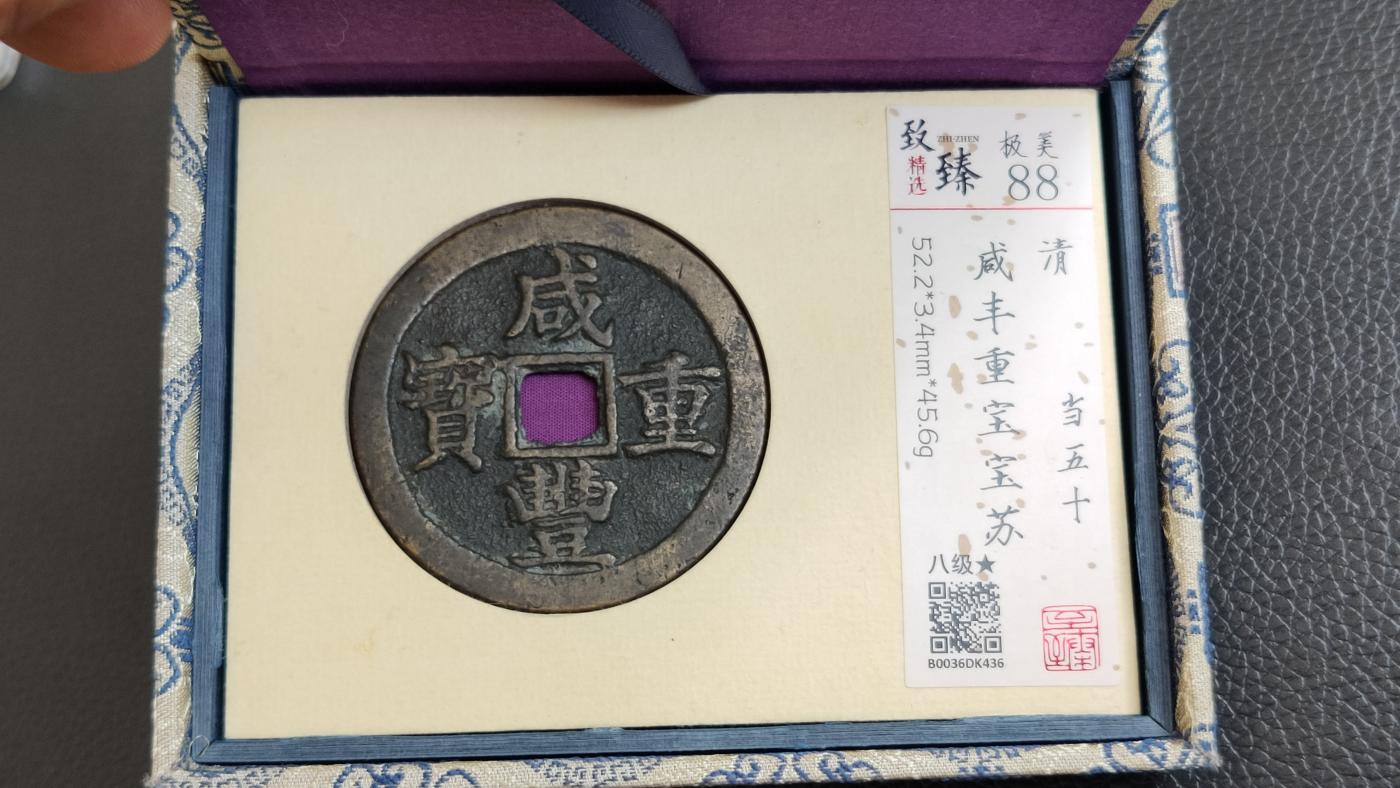 咸豐重寶
致臻
ZHI·ZHEN
精选
极美
88
清
当五十
咸丰重宝宝苏
52.2*3.4mm*45.6g
八级★
B0036DK436